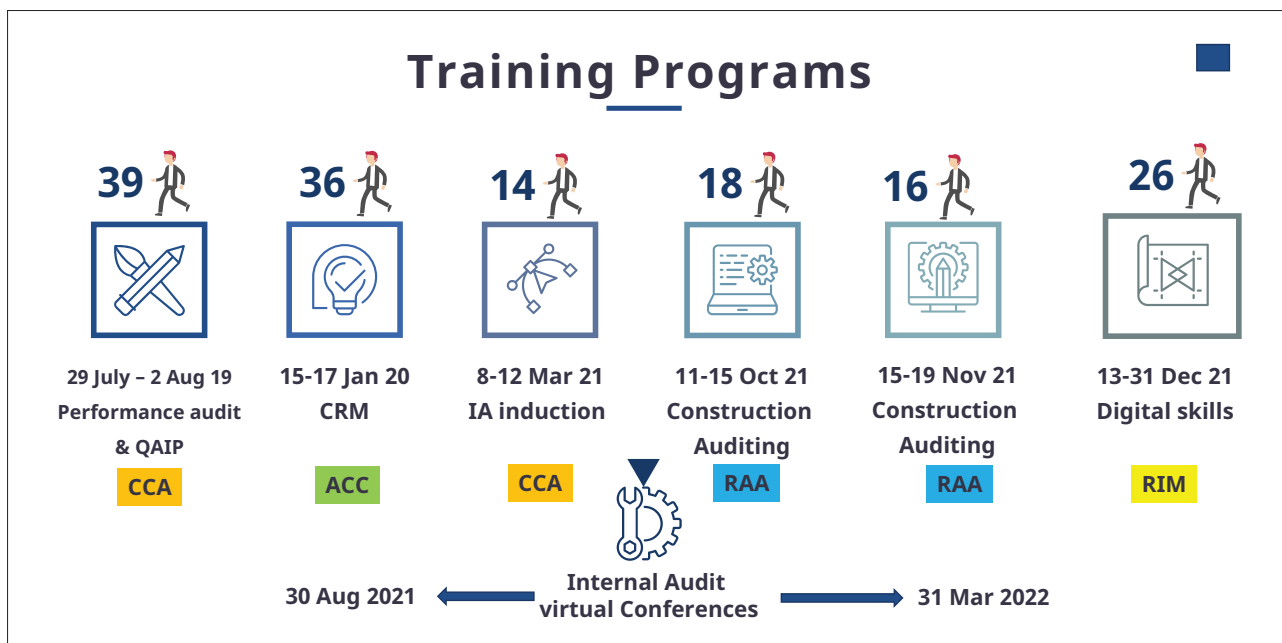 Training Programs
39
36
14
18
16
26
29 July – 2 Aug 19
Performance audit
& QAIP
CCA
15-17 Jan 20
CRM
ACC
8-12 Mar 21
IA induction
CCA
11-15 Oct 21
Construction
Auditing
RAA
15-19 Nov 21
Construction
Auditing
RAA
13-31 Dec 21
Digital skills
RIM
30 Aug 2021
Internal Audit
virtual Conferences
31 Mar 2022